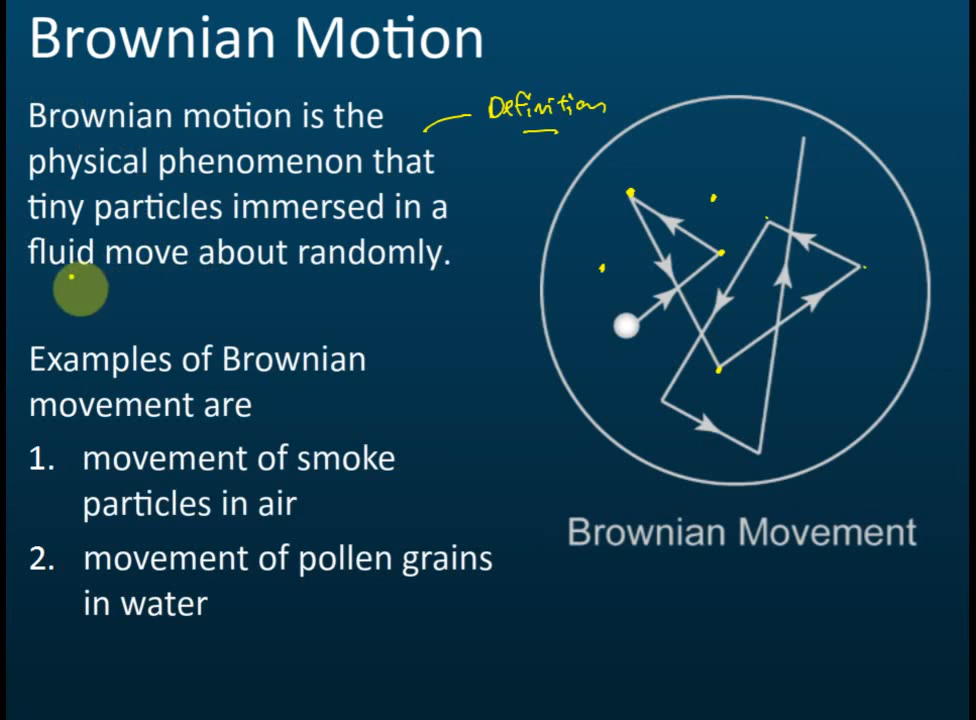 Brownian Motion
Brownian motion is the
physical phenomenon that
tiny particles immersed in a
fluid move about randomly.
Definition
Examples of Brownian
movement are
1. movement of smoke
particles in air
2. movement of pollen grains
in water
Brownian Movement